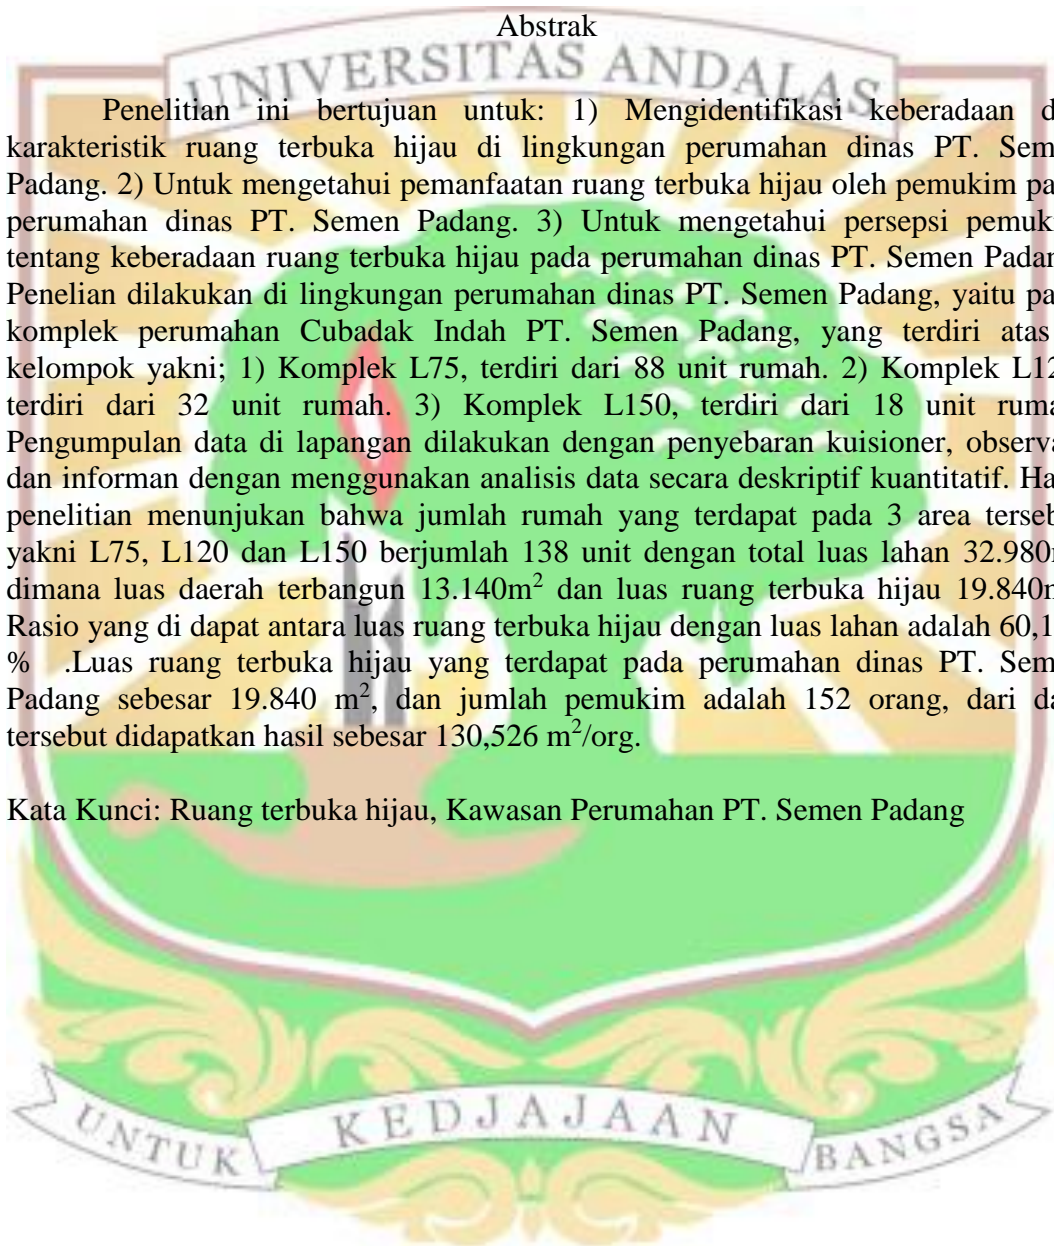 Abstrak
UNIVERSITAS ANDALAS
Penelitian ini bertujuan untuk: 1) Mengidentifikasi keberadaan d
karakteristik ruang terbuka hijau di lingkungan perumahan dinas PT. Sem
Padang. 2) Untuk mengetahui pemanfaatan ruang terbuka hijau oleh pemukim pa
perumahan dinas PT. Semen Padang. 3) Untuk mengetahui persepsi pemuki
tentang keberadaan ruang terbuka hijau pada perumahan dinas PT. Semen Padan
Penelian dilakukan di lingkungan perumahan dinas PT. Semen Padang, yaitu pa
komplek perumahan Cubadak Indah PT. Semen Padang, yang terdiri atas
kelompok yakni; 1) Komplek L75, terdiri dari 88 unit rumah. 2) Komplek L12
terdiri dari 32 unit rumah. 3) Komplek L150, terdiri dari 18 unit ruma
Pengumpulan data di lapangan dilakukan dengan penyebaran kuisioner, observa
dan informan dengan menggunakan analisis data secara deskriptif kuantitatif. Ha
penelitian menunjukan bahwa jumlah rumah yang terdapat pada 3 area terseb
yakni L75, L120 dan L150 berjumlah 138 unit dengan total luas lahan 32.980
dimana luas daerah terbangun 13.140m² dan luas ruang terbuka hijau 19.840
Rasio yang di dapat antara luas ruang terbuka hijau dengan luas lahan adalah 60,1
% .Luas ruang terbuka hijau yang terdapat pada perumahan dinas PT. Sem
Padang sebesar 19.840 m², dan jumlah pemukim adalah 152 orang, dari da
tersebut didapatkan hasil sebesar 130,526 m²/org.
Kata Kunci: Ruang terbuka hijau, Kawasan Perumahan PT. Semen Padang
UNTUK KEDJAJAAN BANGSA